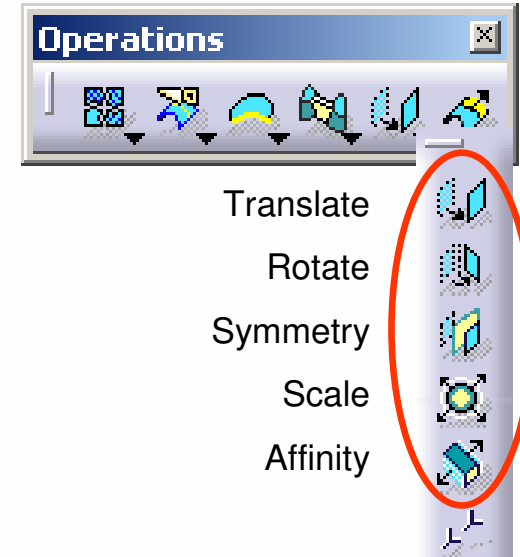 Operations
Translate
Rotate
Symmetry
Scale
Affinity